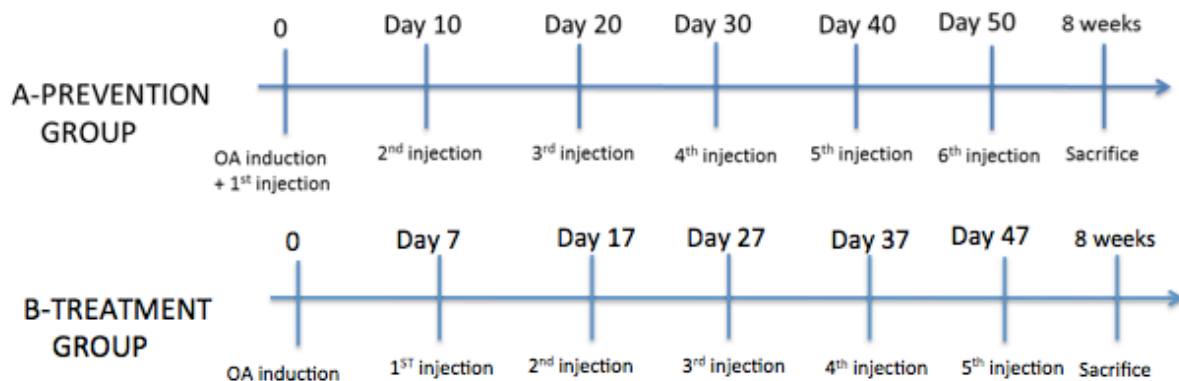 0 Day 10 Day 20 Day 30 Day 40 Day 50 8 weeks
A-PREVENTION
GROUP
OA induction
+ 1ST injection
2nd injection 3rd injection 4th injection 5th injection 6th injection Sacrifice
0 Day 7 Day 17 Day 27 Day 37 Day 47 8 weeks
B-TREATMENT
GROUP
OA induction 1ST injection 2nd injection 3rd injection 4th injection 5th injection Sacrifice